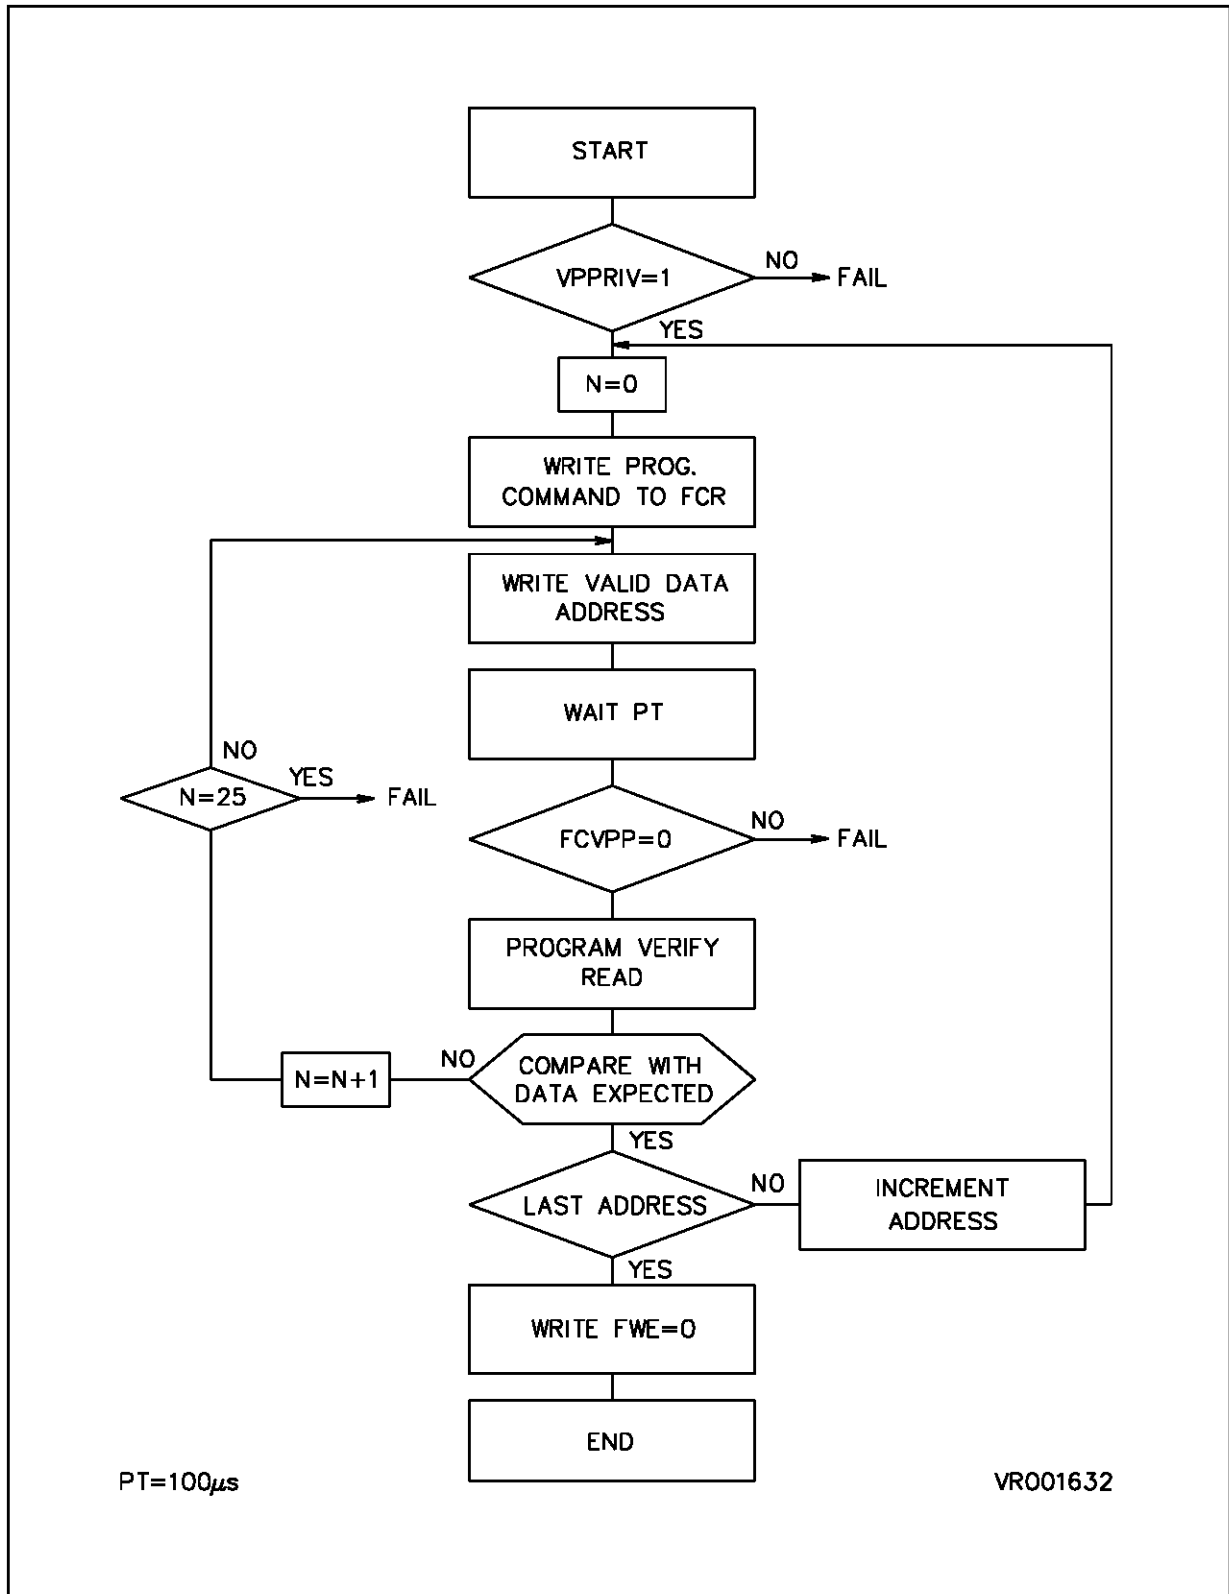 START
VPPRIV=1
NO
FAIL
YES
N=0
WRITE PROG.
COMMAND TO FCR
WRITE VALID DATA
ADDRESS
WAIT PT
NO
N=25
YES
FAIL
FCVPP=0
NO
FAIL
PROGRAM VERIFY
READ
N=N+1
NO
COMPARE WITH
DATA EXPECTED
YES
LAST ADDRESS
NO
INCREMENT
ADDRESS
YES
WRITE FWE=0
END
PT=100µs
VR001632